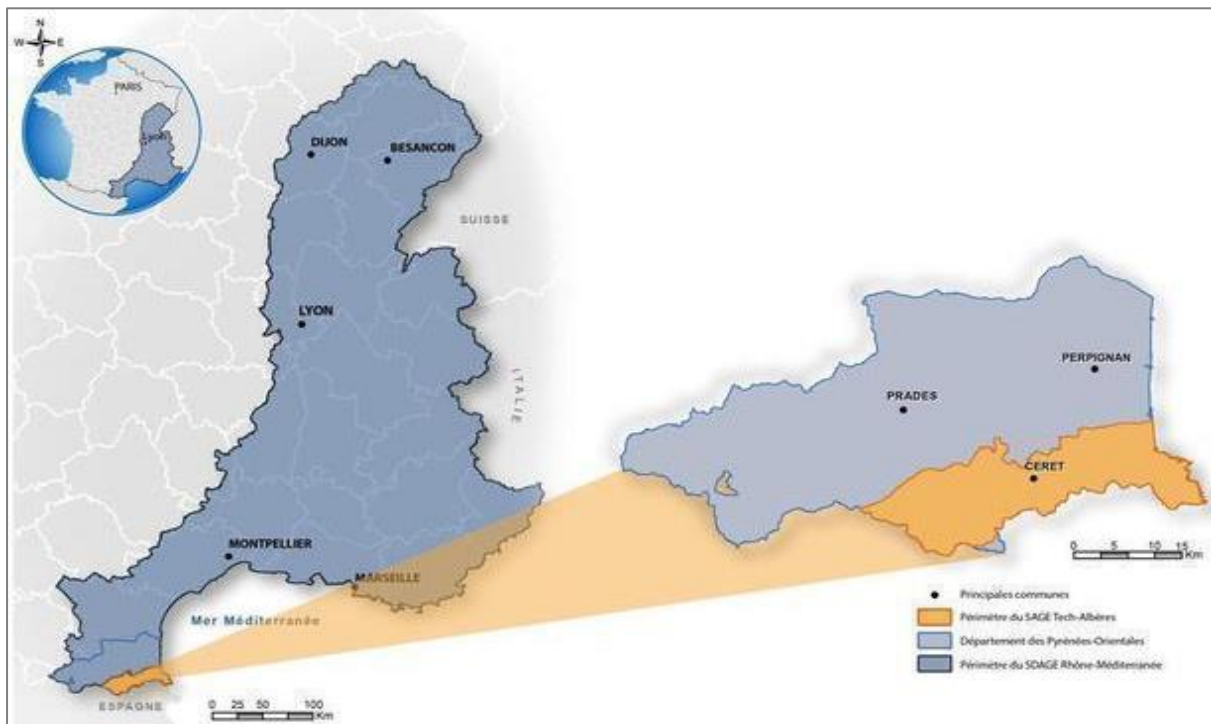 N
W E
S
PARIS
Lyon
DIJON
BESANCON
SUISSE
LYON
ITALIE
PERPIGNAN
PRADES
CERET
MONTPELLIER
MARSEILLE
Mer Méditerranée
ESPAGNE
0 25 50 100
Km
0 5 10 15
Km
Principales communes
Périmètre du SAGE Tech-Albères
Département des Pyrénées-Orientales
Périmètre du SDAGE Rhône-Méditerranée